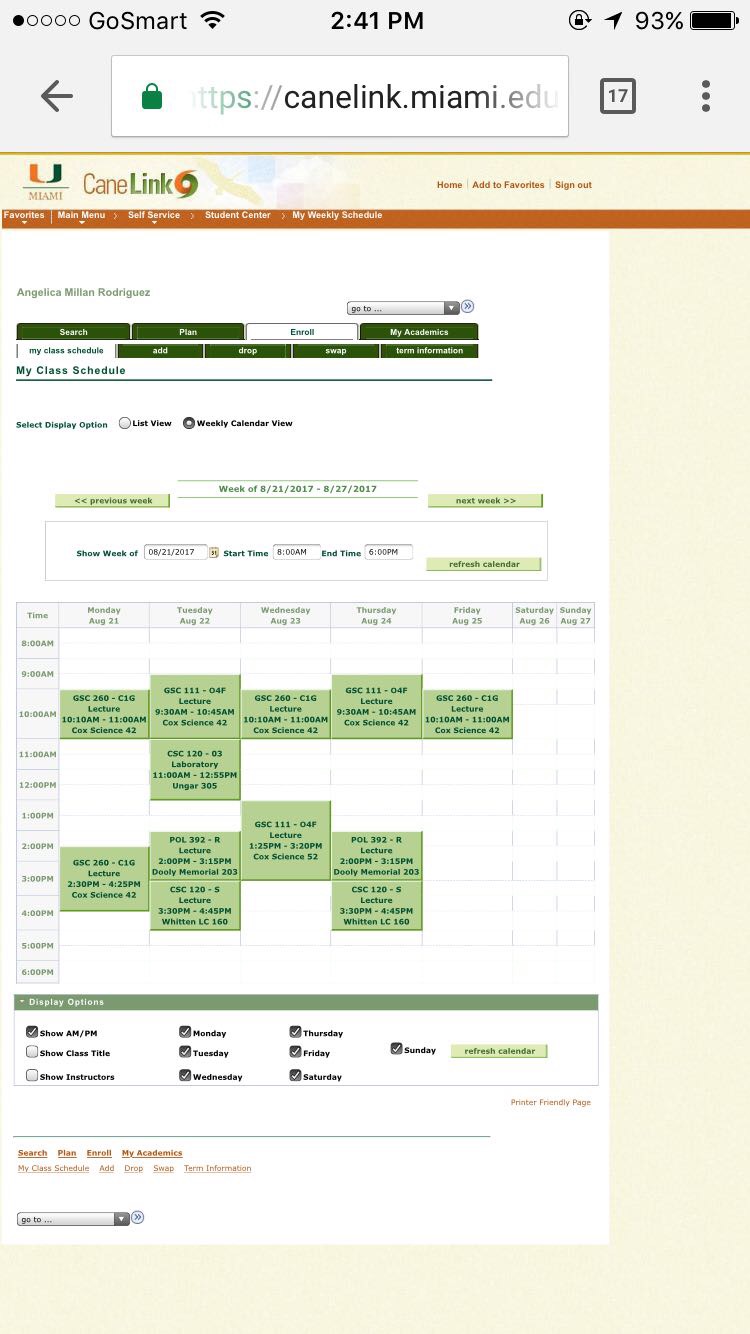 GoSmart 2:41 PM 93%
https://canelink.miami.edu 17
U
MIAMI CaneLink Home Add to Favorites Sign out
Favorites Main Menu > Self Service > Student Center > My Weekly Schedule
Angelica Millan Rodriguez
go to ...
Search Plan Enroll My Academics
my class schedule add drop swap term information
My Class Schedule
Select Display Option List View Weekly Calendar View
Week of 8/21/2017 - 8/27/2017
<< previous week next week >>
Show Week of 08/21/2017 31 Start Time 8:00AM End Time 6:00PM
refresh calendar
Time Monday Tuesday Wednesday Thursday Friday Saturday Sunday
Aug 21 Aug 22 Aug 23 Aug 24 Aug 25 Aug 26 Aug 27
8:00AM
9:00AM
GSC 111 - O4F GSC 111 - O4F
Lecture Lecture
9:30AM - 10:45AM 9:30AM - 10:45AM
Cox Science 42 Cox Science 42
GSC 260 - C1G GSC 260 - C1G GSC 260 - C1G
Lecture Lecture Lecture
10:00AM
10:10AM - 11:00AM 10:10AM - 11:00AM 10:10AM - 11:00AM
Cox Science 42 Cox Science 42 Cox Science 42
11:00AM
CSC 120 - 03
Laboratory
11:00AM - 12:55PM
Ungar 305
12:00PM
1:00PM
GSC 111 - O4F
Lecture
1:25PM - 3:20PM
Cox Science 52
2:00PM
POL 392 - R POL 392 - R
Lecture Lecture
2:00PM - 3:15PM 2:00PM - 3:15PM
Dooly Memorial 203 Dooly Memorial 203
GSC 260 - C1G
Lecture
2:30PM - 4:25PM
Cox Science 42
3:00PM
CSC 120 - S CSC 120 - S
Lecture Lecture
3:30PM - 4:45PM 3:30PM - 4:45PM
Whitten LC 160 Whitten LC 160
4:00PM
5:00PM
6:00PM
Display Options
Show AM/PM Monday Thursday
Show Class Title Tuesday Friday Sunday refresh calendar
Show Instructors Wednesday Saturday
Printer Friendly Page
Search Plan Enroll My Academics
My Class Schedule Add Drop Swap Term Information
go to ...